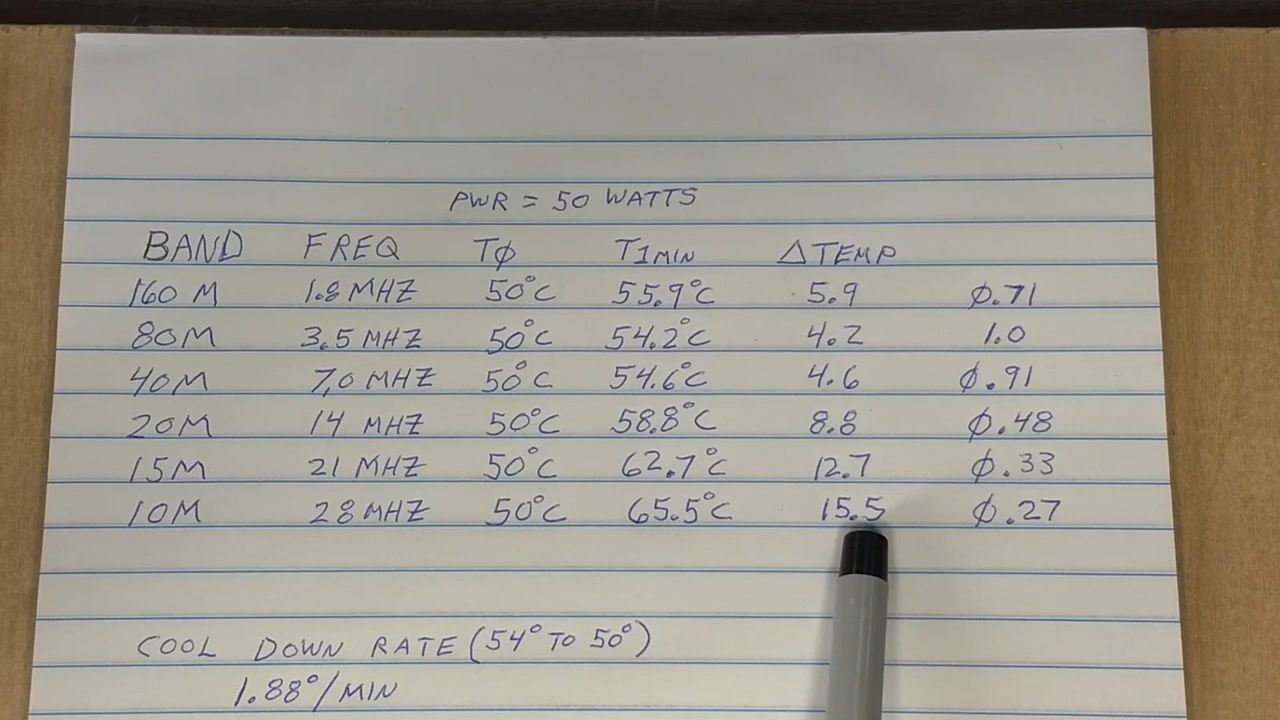 PWR = 50 WATTS
BAND FREQ TØ T1MIN ΔTEMP
160 M 1.8 MHZ 50°C 55.9°C 5.9 Ø.71
80M 3.5 MHZ 50°C 54.2°C 4.2 1.0
40M 7.0 MHZ 50°C 54.6°C 4.6 Ø.91
20M 14 MHZ 50°C 58.8°C 8.8 Ø.48
15M 21 MHZ 50°C 62.7°C 12.7 Ø.33
10M 28 MHZ 50°C 65.5°C 15.5 Ø.27
COOL DOWN RATE (54° TO 50°)
1.88°/MIN